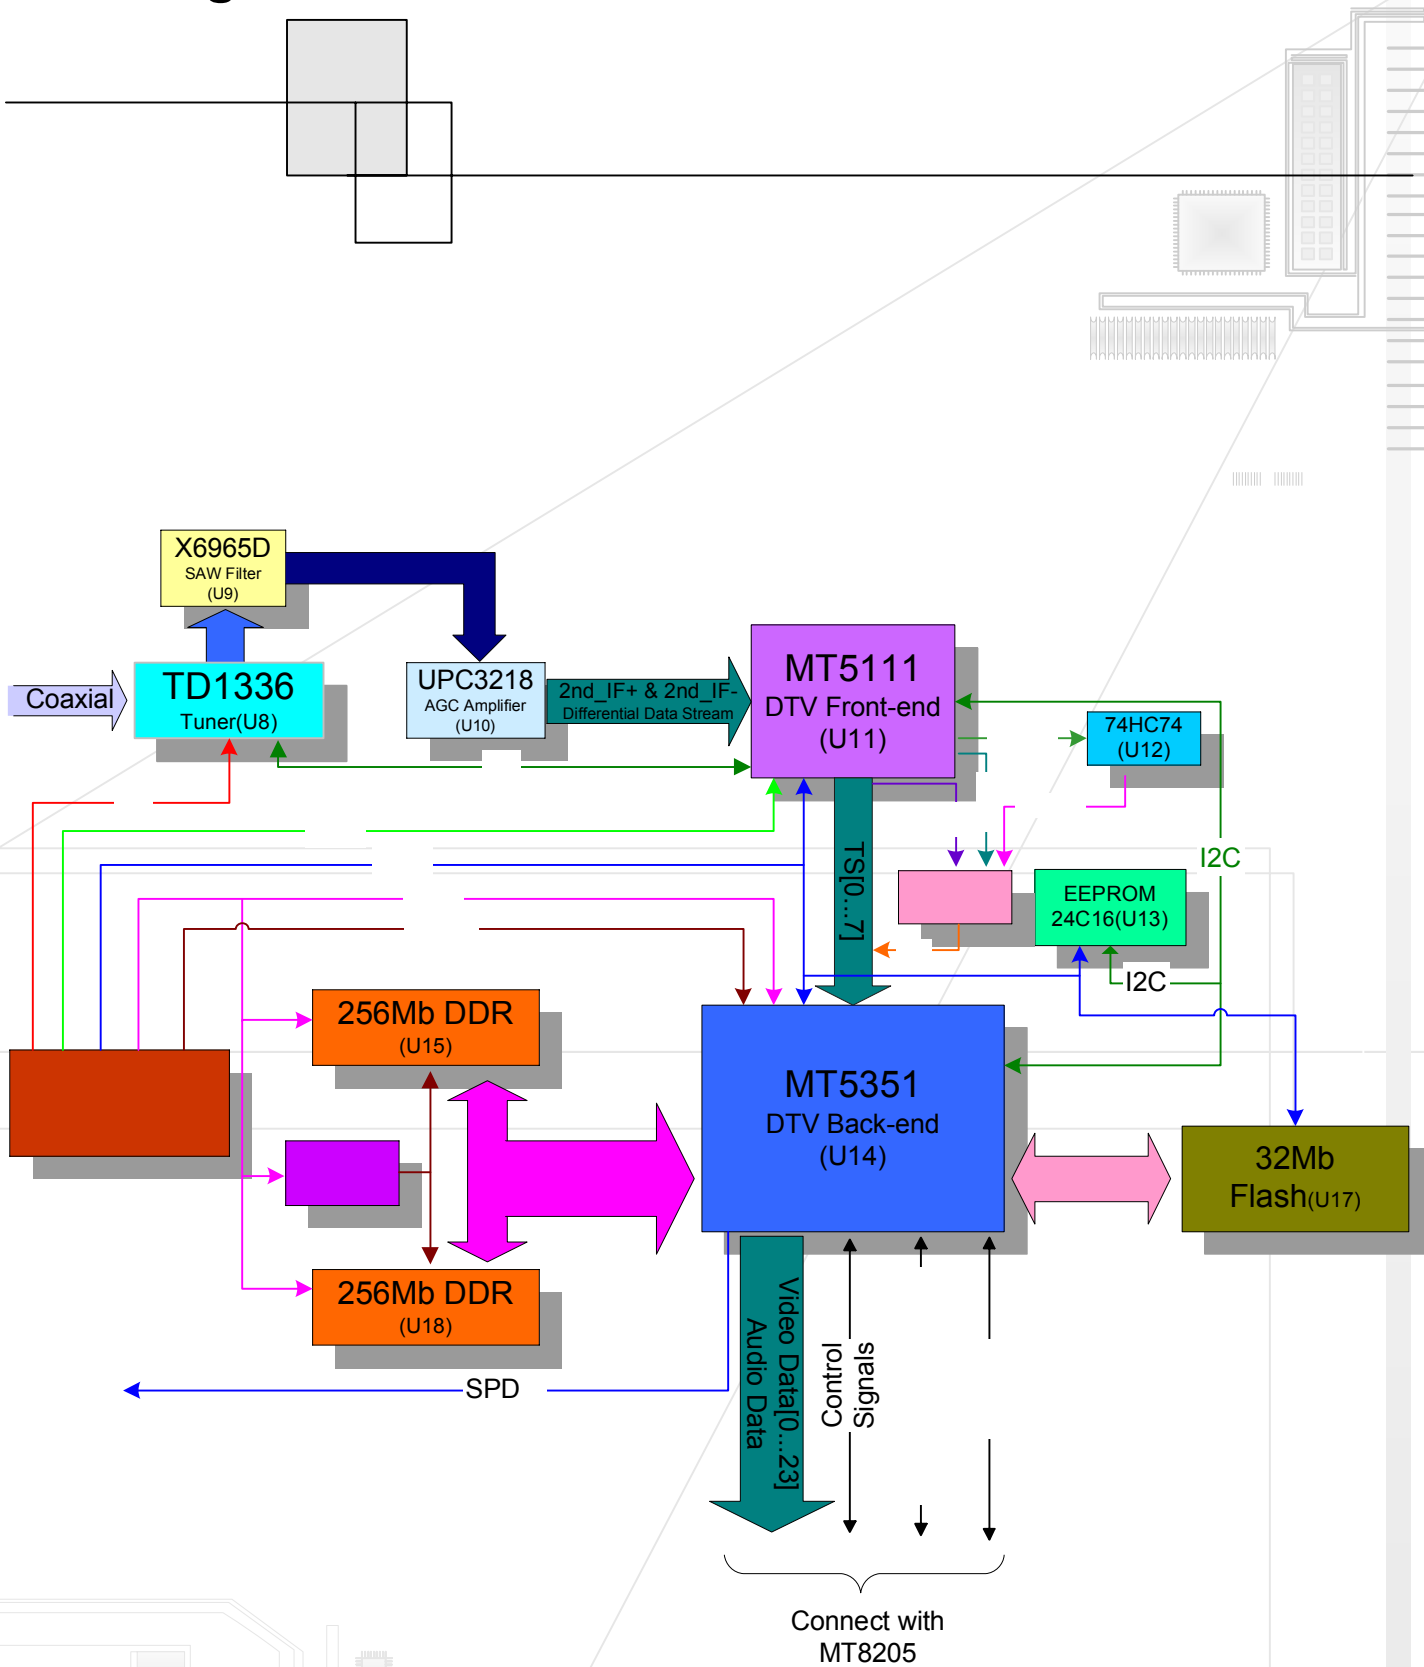 X6965D
SAW Filter
(U9)
Coaxial
TD1336
Tuner(U8)
UPC3218
AGC Amplifier
(U10)
2nd_IF+ & 2nd_IF-
Differential Data Stream
MT5111
DTV Front-end
(U11)
74HC74
(U12)
I2C
TS[0...7]
EEPROM
24C16(U13)
I2C
256Mb DDR
(U15)
MT5351
DTV Back-end
(U14)
32Mb
Flash(U17)
256Mb DDR
(U18)
SPD
Video Data[0...23]
Audio Data
Control
Signals
Connect with
MT8205